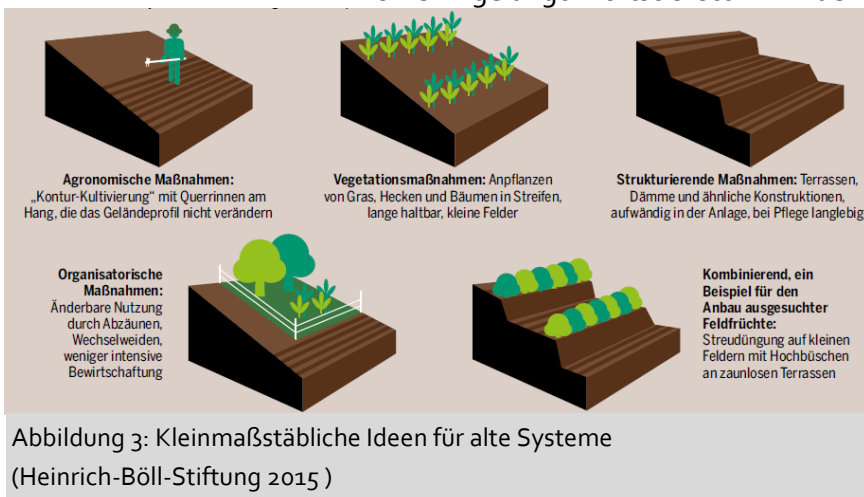 Agronomische Maßnahmen:
„Kontur-Kultivierung“ mit Querrinnen am
Hang, die das Geländeprofil nicht verändern
Vegetationsmaßnahmen: Anpflanzen
von Gras, Hecken und Bäumen in Streifen,
lange haltbar, kleine Felder
Strukturierende Maßnahmen: Terrassen,
Dämme und ähnliche Konstruktionen,
aufwändig in der Anlage, bei Pflege langlebig
Organisatorische
Maßnahmen:
Änderbare Nutzung
durch Abzäunen,
Wechselweiden,
weniger intensive
Bewirtschaftung
Kombinierend, ein
Beispiel für den
Anbau ausgesuchter
Feldfrüchte:
Streudüngung auf kleinen
Feldern mit Hochbüschen
an zaunlosen Terrassen
Abbildung 3: Kleinmaßstäbliche Ideen für alte Systeme
(Heinrich-Böll-Stiftung 2015 )